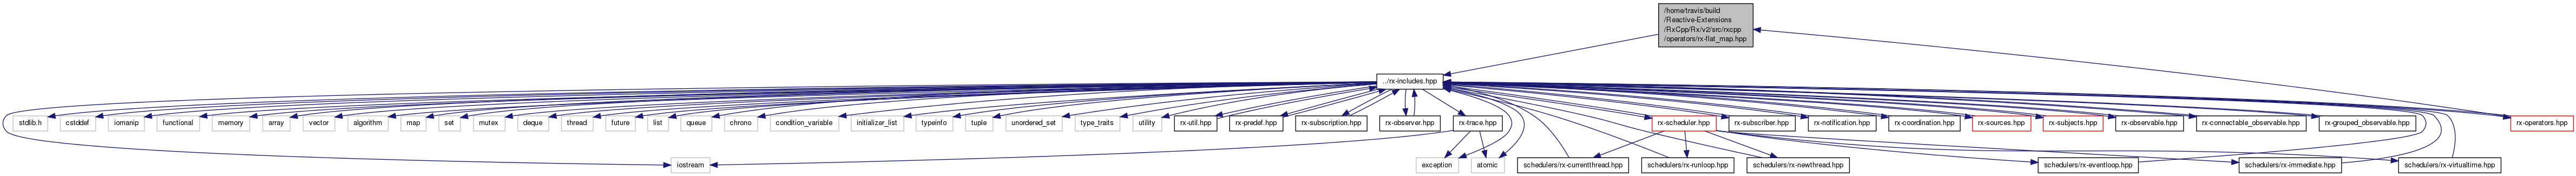 /home/travis/build
/Reactive-Extensions
/RxCpp/Rx/v2/src/rxcpp
/operators/rx-flat_map.hpp
../rx-includes.hpp
stdlib.h
cstddef
iomanip
functional
memory
array
vector
algorithm
map
set
mutex
deque
thread
future
list
queue
chrono
condition_variable
initializer_list
typeinfo
tuple
unordered_set
type_traits
utility
rx-util.hpp
rx-predef.hpp
rx-subscription.hpp
rx-observer.hpp
rx-trace.hpp
rx-scheduler.hpp
rx-subscriber.hpp
rx-notification.hpp
rx-coordination.hpp
rx-sources.hpp
rx-subjects.hpp
rx-observable.hpp
rx-connectable_observable.hpp
rx-grouped_observable.hpp
rx-operators.hpp
iostream
exception
atomic
schedulers/rx-currentthread.hpp
schedulers/rx-runloop.hpp
schedulers/rx-newthread.hpp
schedulers/rx-eventloop.hpp
schedulers/rx-immediate.hpp
schedulers/rx-virtualtime.hpp